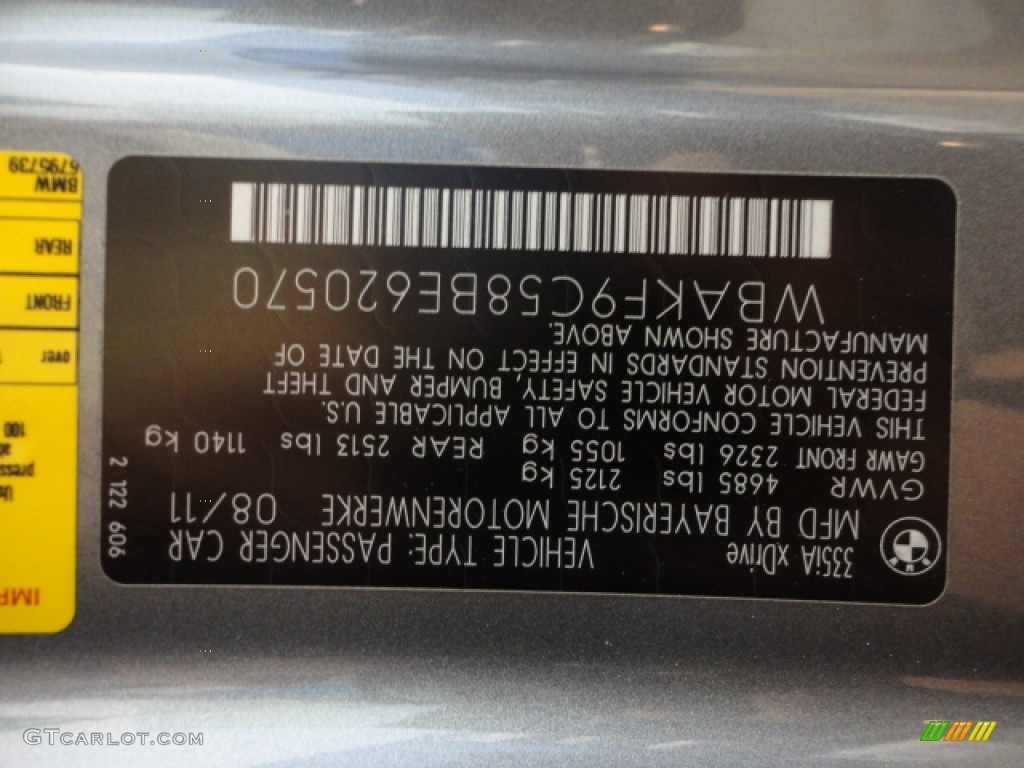 335iA xDrive VEHICLE TYPE: PASSENGER CAR
MFD BY BAYERISCHE MOTORENWERKE 08/11
GVWR 4685 lbs 2125 kg
GAWR FRONT 2326 lbs 1055 kg REAR 2513 lbs 1140 kg
THIS VEHICLE CONFORMS TO ALL APPLICABLE U.S.
FEDERAL MOTOR VEHICLE SAFETY, BUMPER AND THEFT
PREVENTION STANDARDS IN EFFECT ON THE DATE OF
MANUFACTURE SHOWN ABOVE.
WBAKF9C58BE620570
2 122 606
100
over
FRONT
REAR
BMW
6795739
GTCARLOT.COM